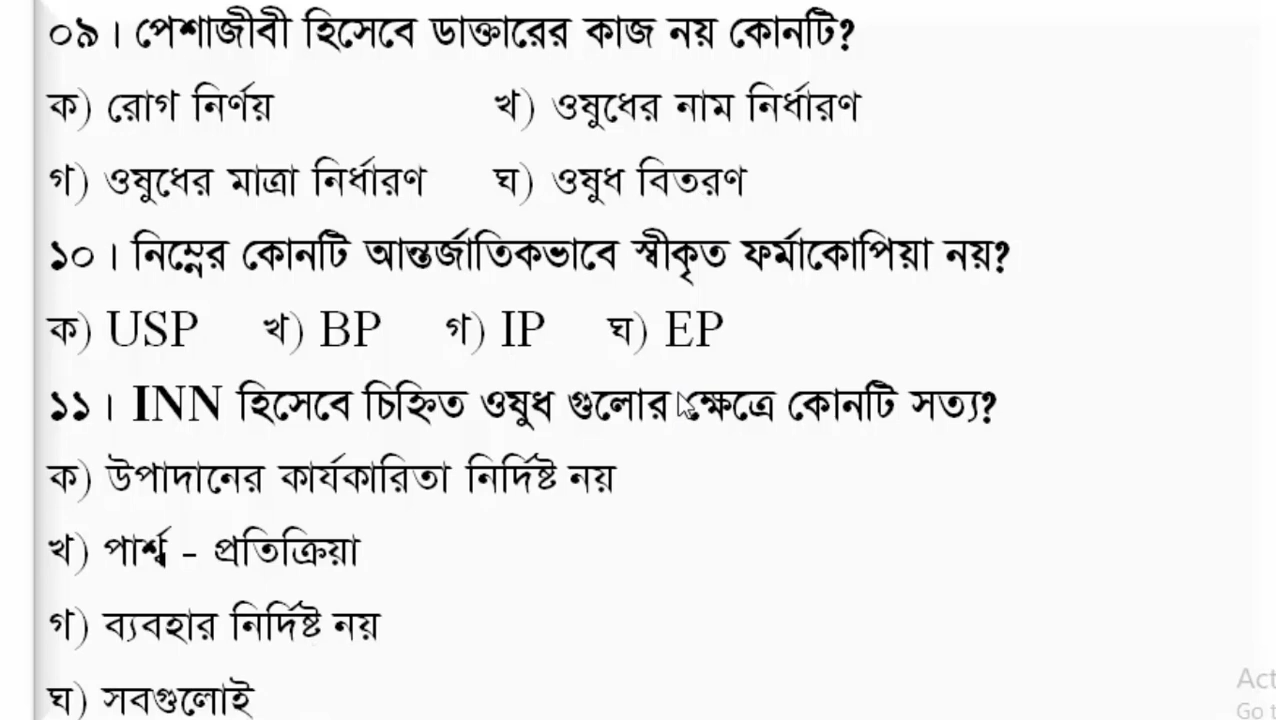 ০৯। পেশাজীবী হিসেবে ডাক্তারের কাজ নয় কোনটি?
ক) রোগ নির্ণয় খ) ওষুধের নাম নির্ধারণ
গ) ওষুধের মাত্রা নির্ধারণ ঘ) ওষুধ বিতরণ
১০। নিম্নের কোনটি আন্তর্জাতিকভাবে স্বীকৃত ফর্মাকোপিয়া নয়?
ক) USP খ) BP গ) IP ঘ) EP
১১। INN হিসেবে চিহ্নিত ওষুধ গুলোর ক্ষেত্রে কোনটি সত্য?
ক) উপাদানের কার্যকারিতা নির্দিষ্ট নয়
খ) পার্শ্ব - প্রতিক্রিয়া
গ) ব্যবহার নির্দিষ্ট নয়
ঘ) সবগুলোই